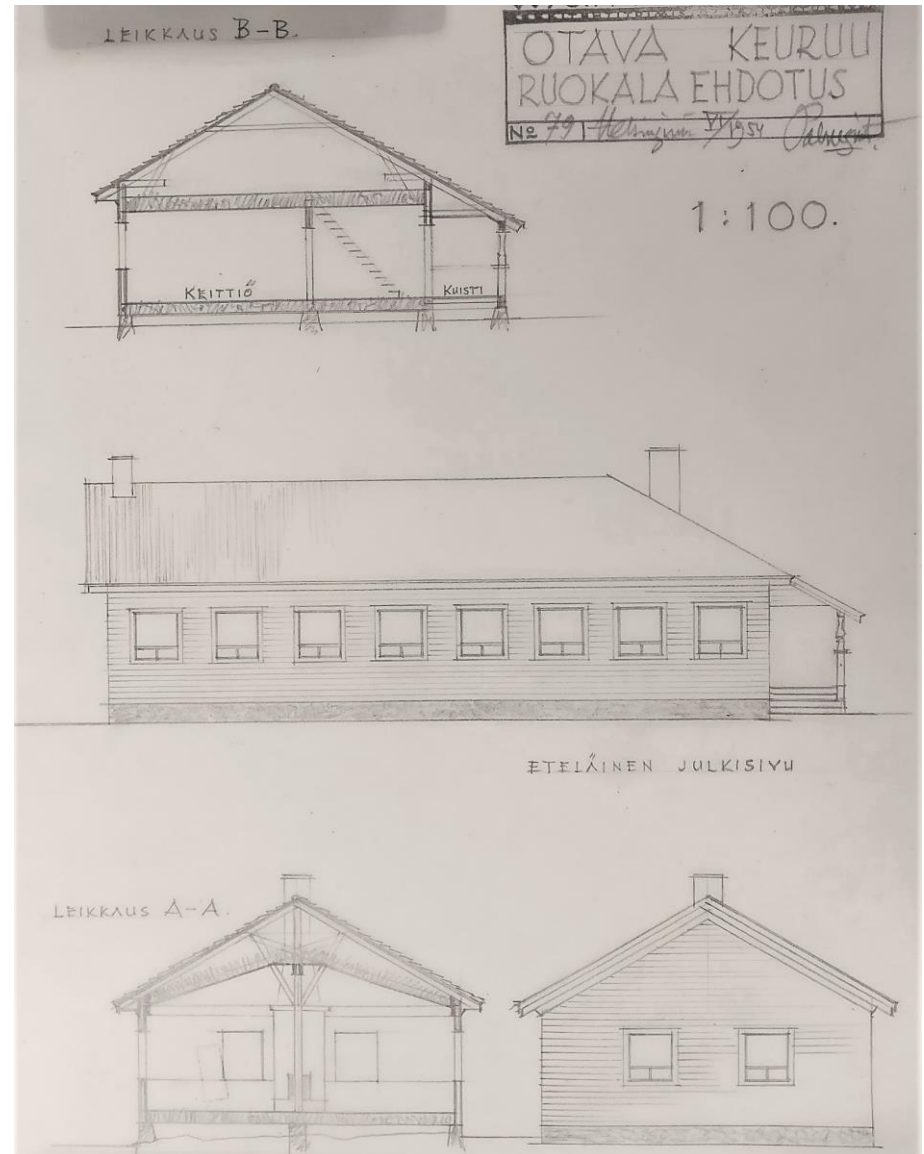 LEIKKAUS B-B.
OTAVA KEURUU
RUOKALA EHDOTUS
No 79 Helsingissä VI/1954
1:100.
KEITTIÖ
KUISTI
ETELÄINEN JULKISIVU
LEIKKAUS A-A.